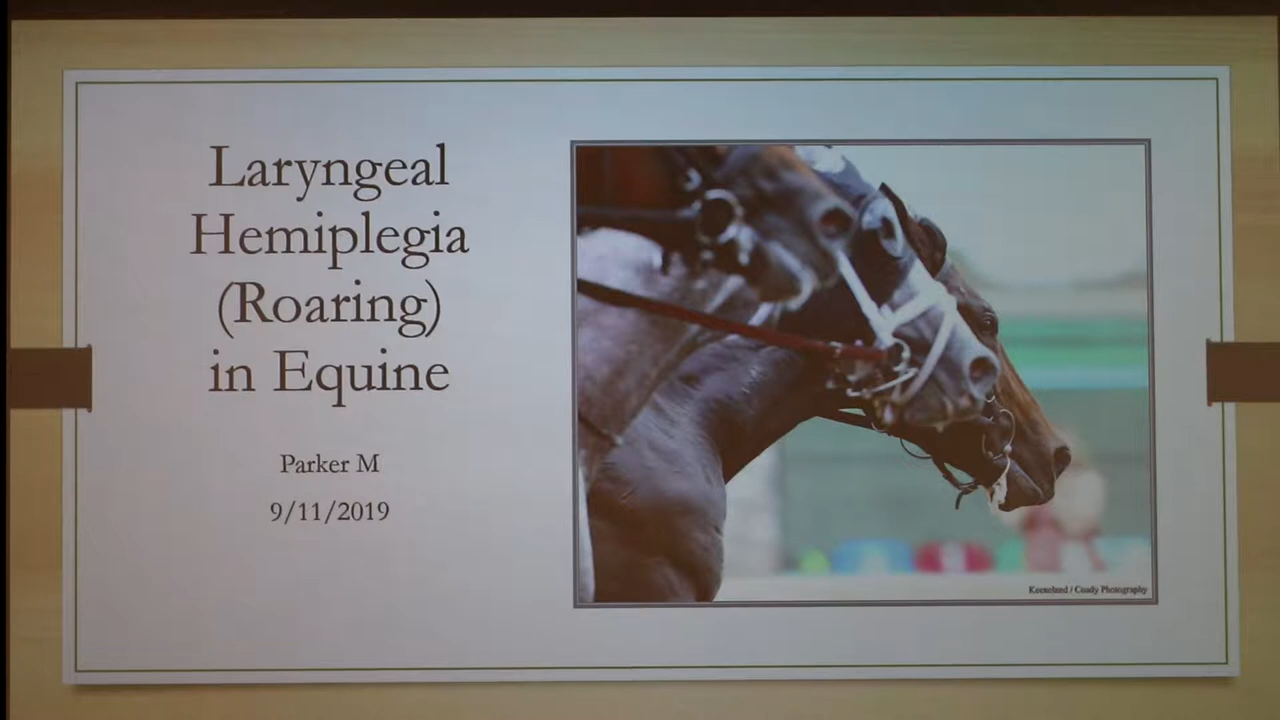 Laryngeal
Hemiplegia
(Roaring)
in Equine
Parker M
9/11/2019
Keeneland / Coady Photography